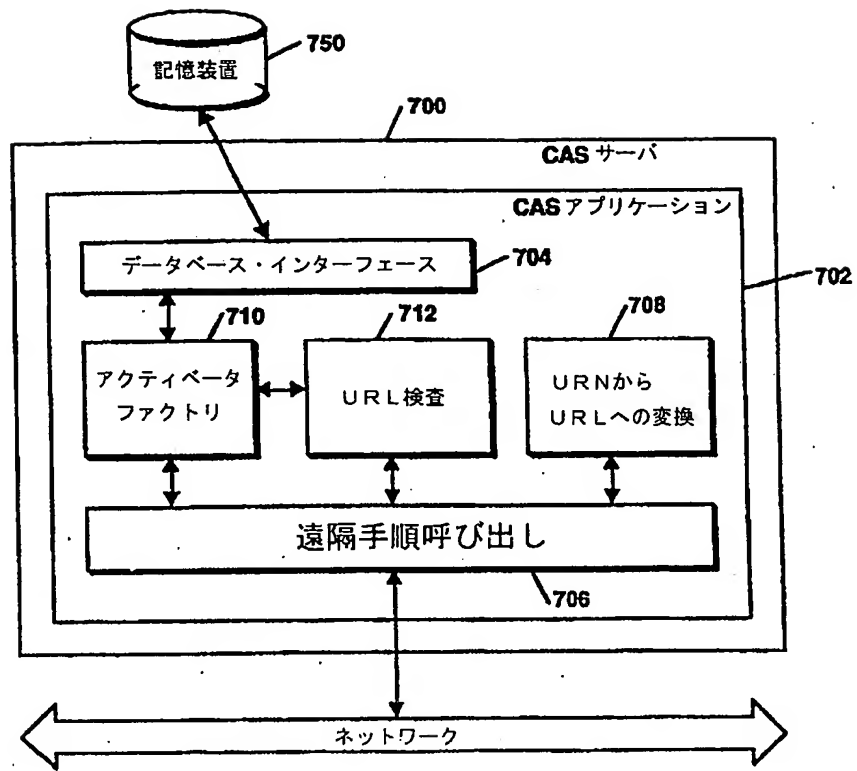 750
記憶装置
700
CAS サーバ
CAS アプリケーション
データベース・インターフェース
704
702
710
712
708
アクティベータ
ファクトリ
URL検査
URNから
URLへの変換
遠隔手順呼び出し
706
ネットワーク